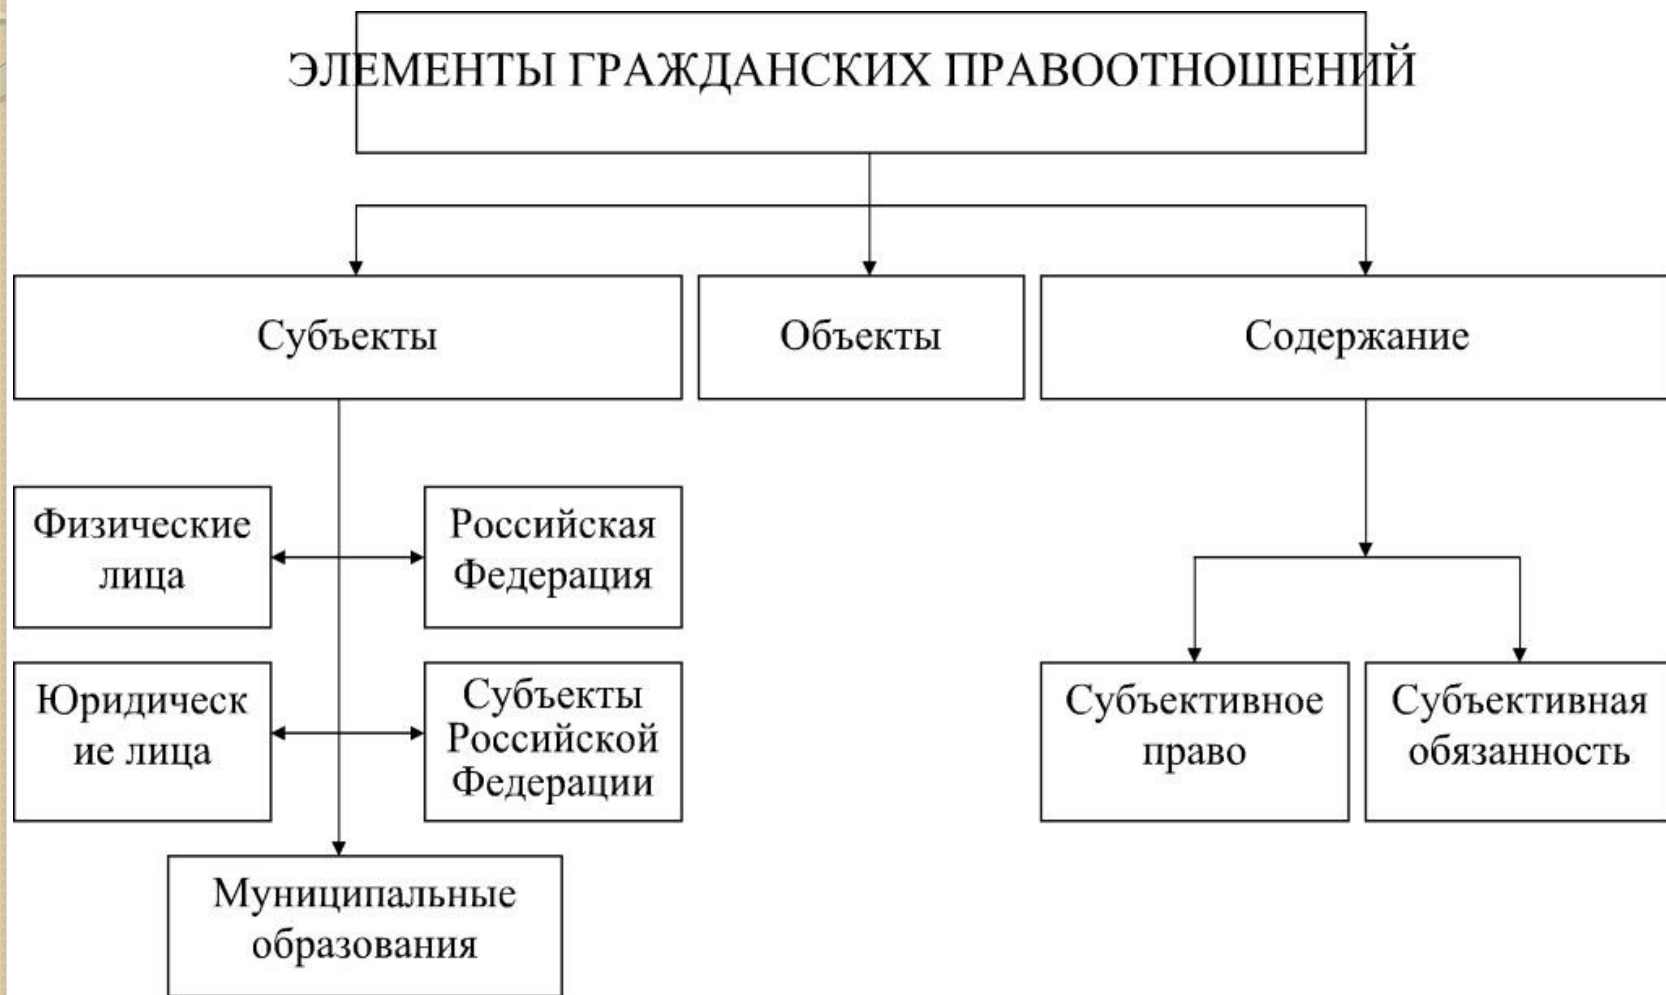 ЭЛЕМЕНТЫ ГРАЖДАНСКИХ ПРАВООТНОШЕНИЙ
Субъекты
Объекты
Содержание
Физические
лица
Российская
Федерация
Юридическ
ие лица
Субъекты
Российской
Федерации
Субъективное
право
Субъективная
обязанность
Муниципальные
образования